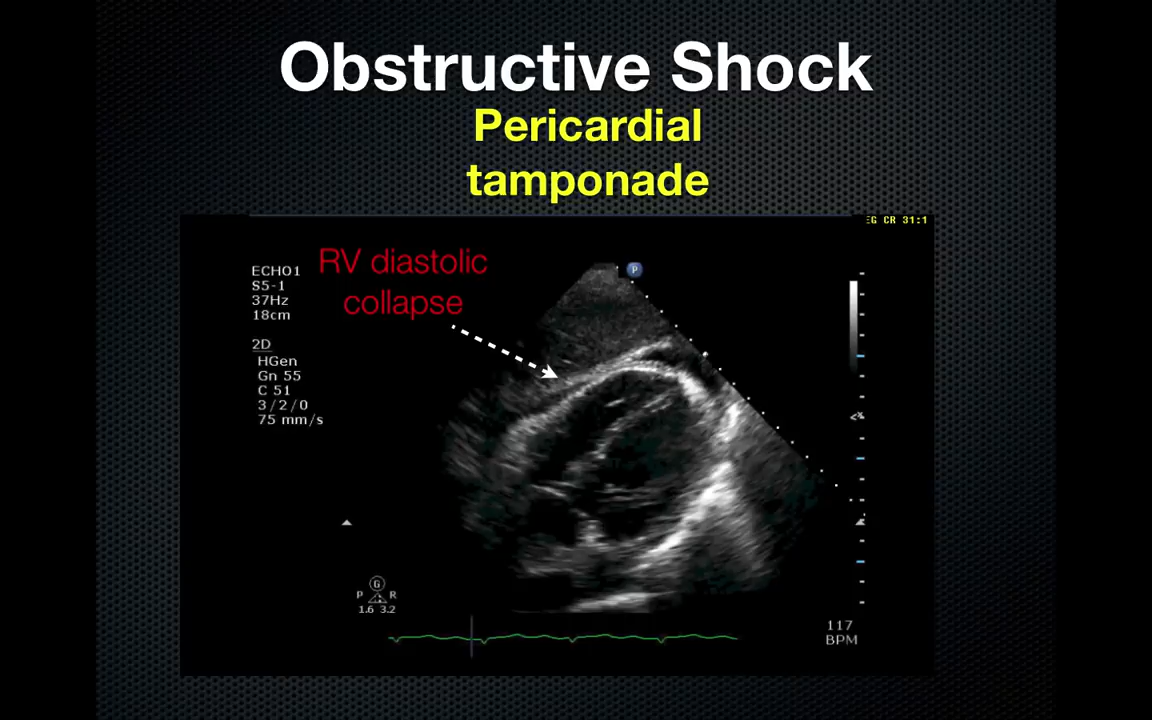 Obstructive Shock
Pericardial
tamponade
RV diastolic
collapse
ECHO1
S5-1
37Hz
18cm
2D
HGen
Gn 55
C 51
3/2/0
75 mm/s
P
G
P R
1.6 3.2
117
BPM